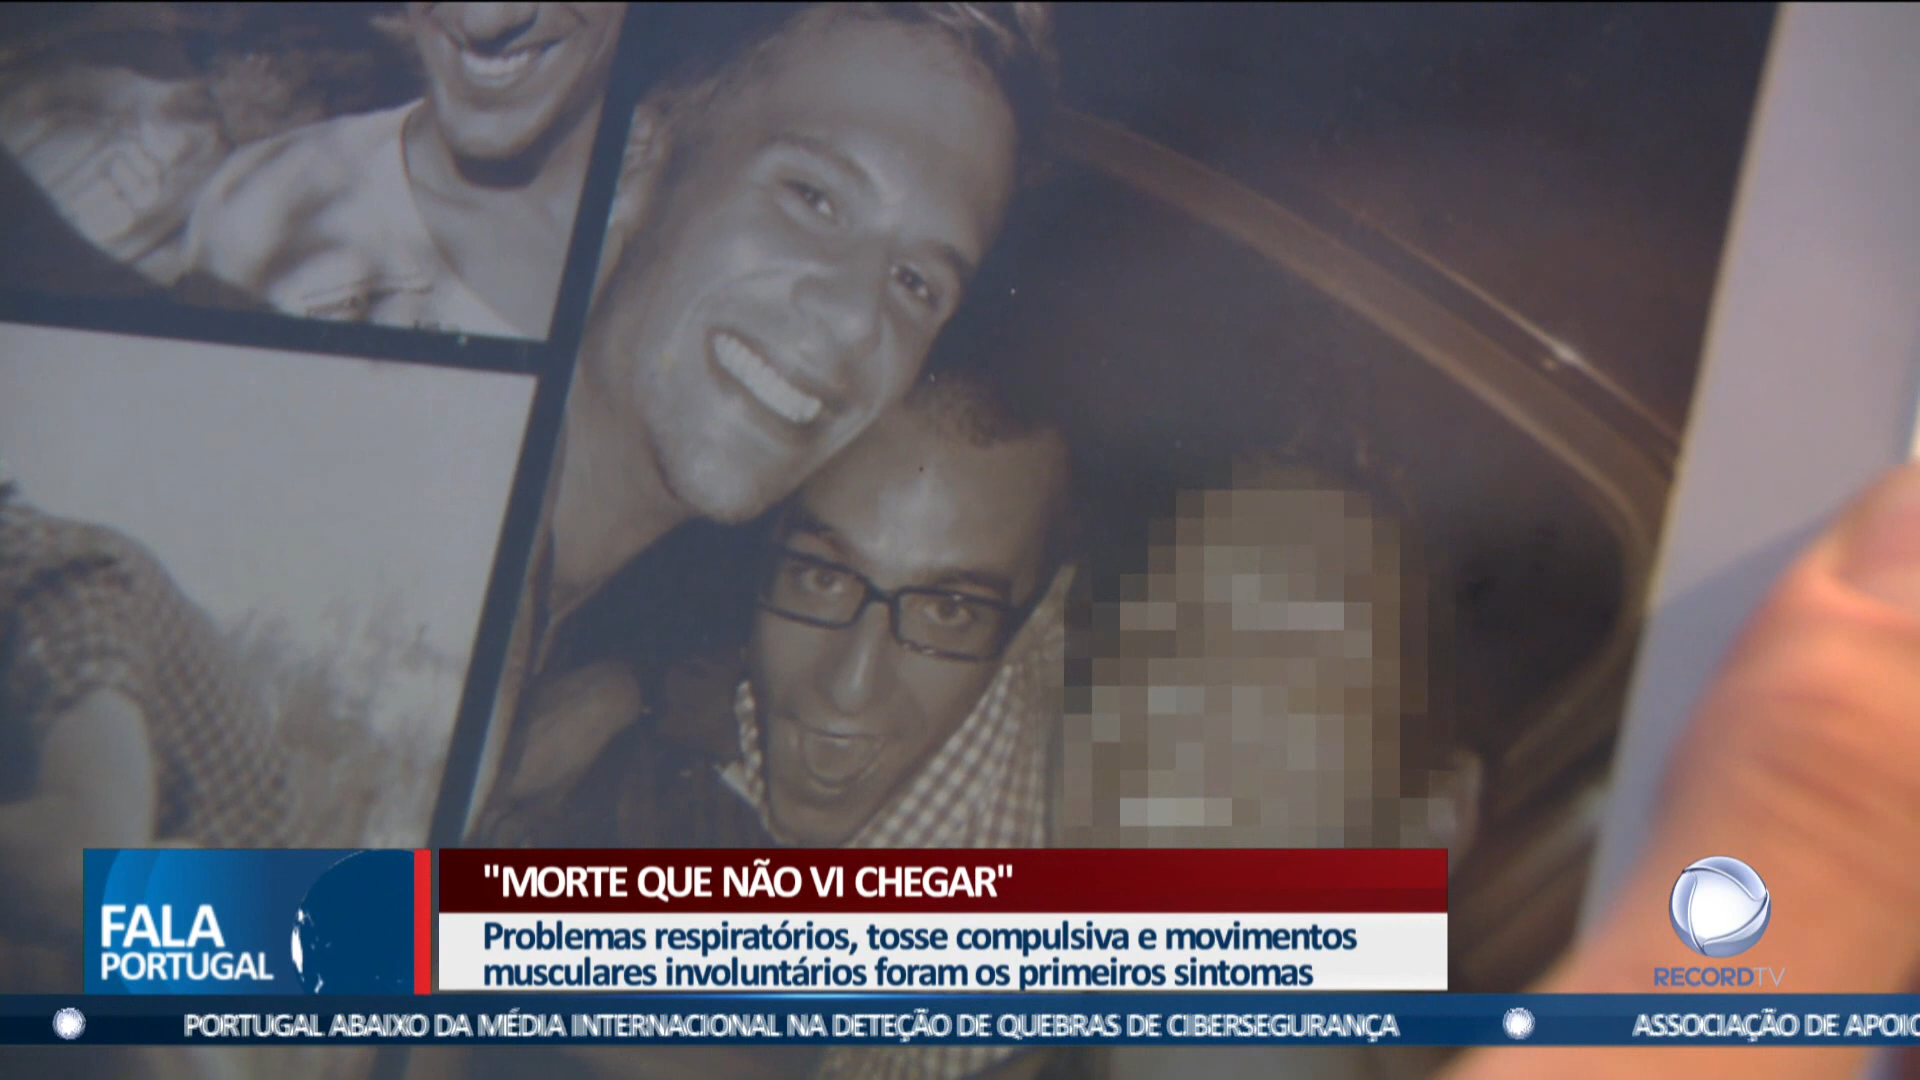 "MORTE QUE NÃO VI CHEGAR"
Problemas respiratórios, tosse compulsiva e movimentos
musculares involuntários foram os primeiros sintomas
FALA
PORTUGAL
RECORDTV
PORTUGAL ABAIXO DA MÉDIA INTERNACIONAL NA DETEÇÃO DE QUEBRAS DE CIBERSEGURANÇA
ASSOCIAÇÃO DE APOIO